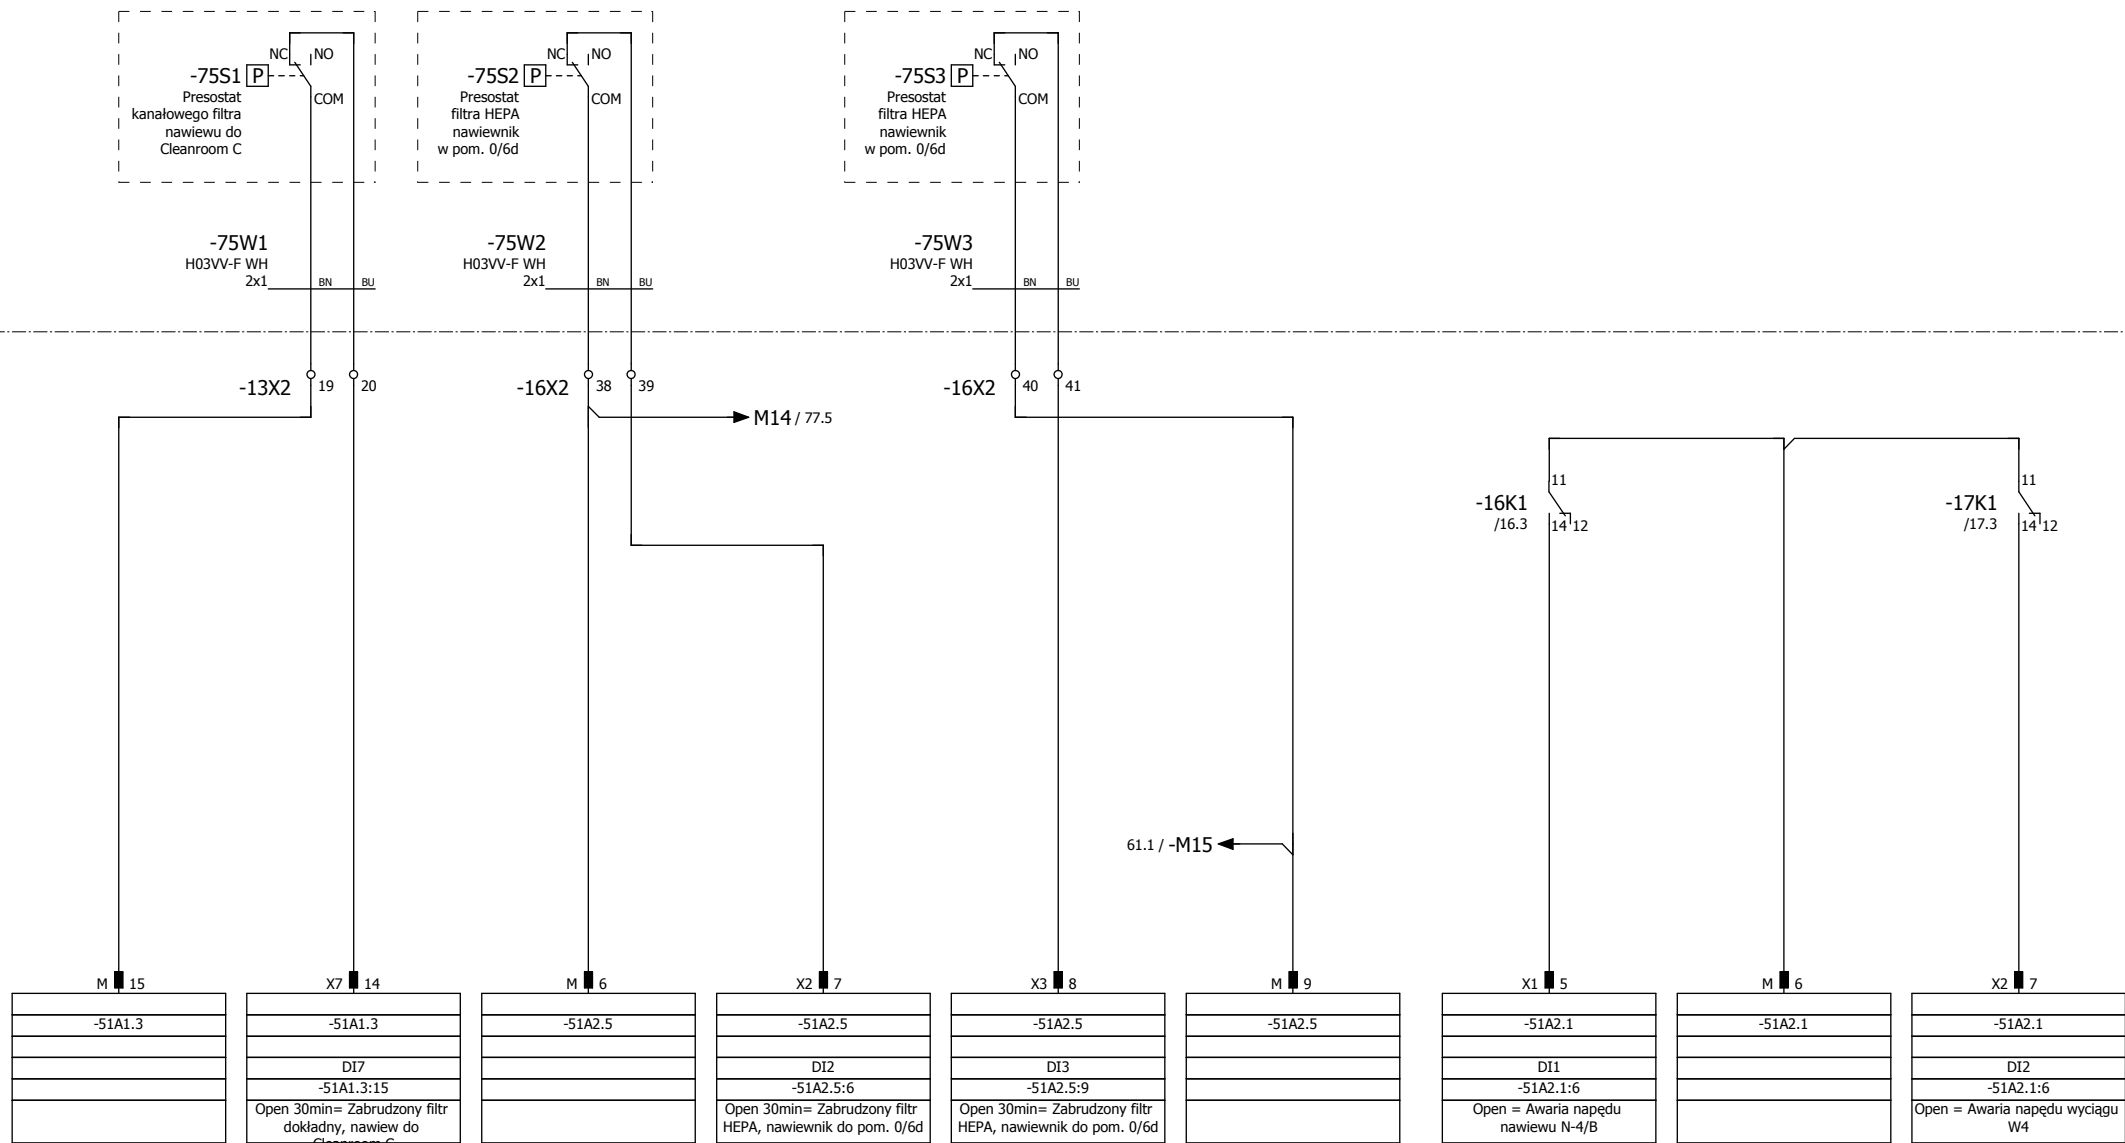 NC
NO
-75S1
P
Presostat
kanałowego filtra
nawiewu do
Cleanroom C
COM
NC
NO
-75S2
P
Presostat
filtra HEPA
nawiewnik
w pom. 0/6d
COM
NC
NO
-75S3
P
Presostat
filtra HEPA
nawiewnik
w pom. 0/6d
COM
-75W1
H03VV-F WH
2x1
BN
BU
-75W2
H03VV-F WH
2x1
BN
BU
-75W3
H03VV-F WH
2x1
BN
BU
-13X2
19
20
-16X2
38
39
-16X2
40
41
M14 / 77.5
-16K1
/16.3
11
14
12
-17K1
/17.3
11
14
12
61.1 / -M15
M
15
X7
14
M
6
X2
7
X3
8
M
9
X1
5
M
6
X2
7
-51A1.3
-51A1.3
DI7
-51A1.3:15
Open 30min= Zabrudzony filtr
dokładny, nawiew do
Cleanroom C
-51A2.5
-51A2.5
DI2
-51A2.5:6
Open 30min= Zabrudzony filtr
HEPA, nawiewnik do pom. 0/6d
-51A2.5
DI3
-51A2.5:9
Open 30min= Zabrudzony filtr
HEPA, nawiewnik do pom. 0/6d
-51A2.5
-51A2.1
DI1
-51A2.1:6
Open = Awaria napędu
nawiewu N-4/B
-51A2.1
-51A2.1
DI2
-51A2.1:6
Open = Awaria napędu wyciągu
W4